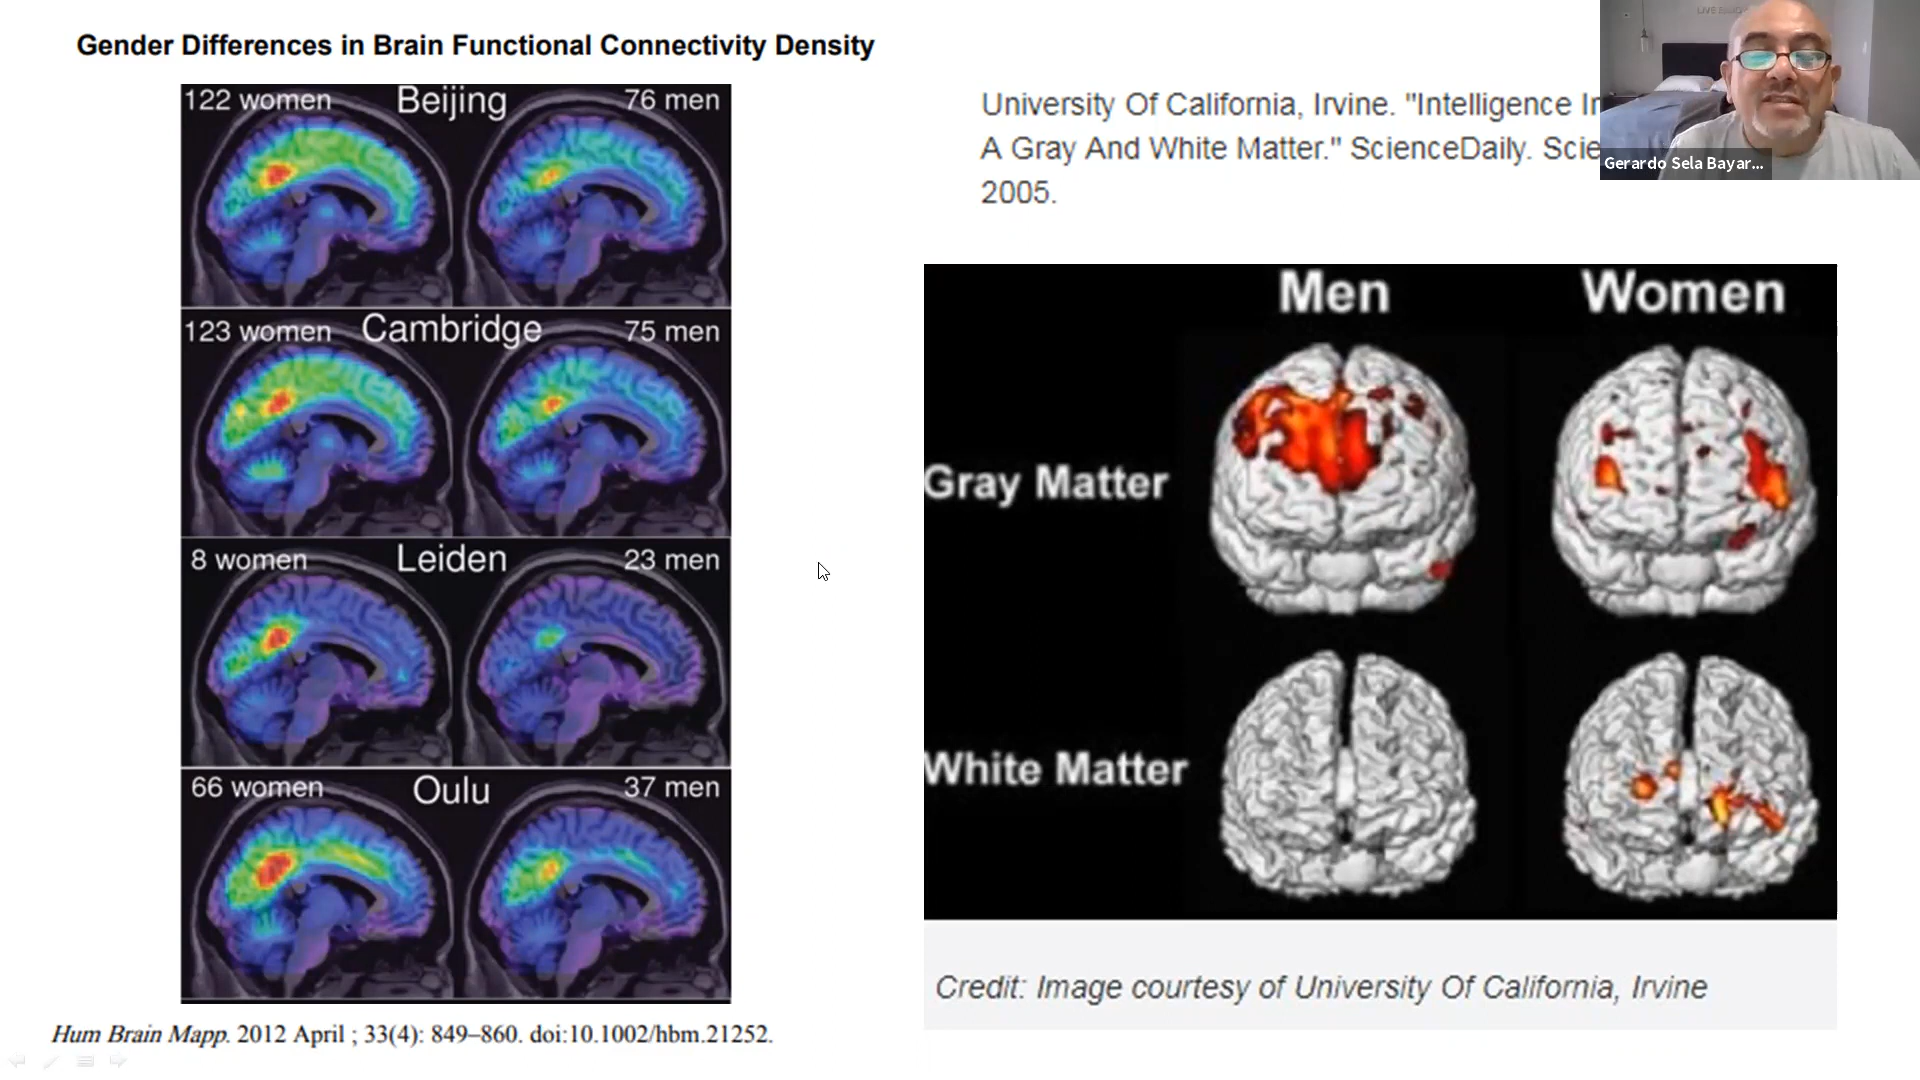 Gender Differences in Brain Functional Connectivity Density
122 women Beijing 76 men
123 women Cambridge 75 men
8 women Leiden 23 men
66 women Oulu 37 men
Hum Brain Mapp. 2012 April ; 33(4): 849–860. doi:10.1002/hbm.21252.
University Of California, Irvine. "Intelligence
A Gray And White Matter." ScienceDaily.
2005.
Gerardo Sela Bayar...
Men Women
Gray Matter
White Matter
Credit: Image courtesy of University Of California, Irvine